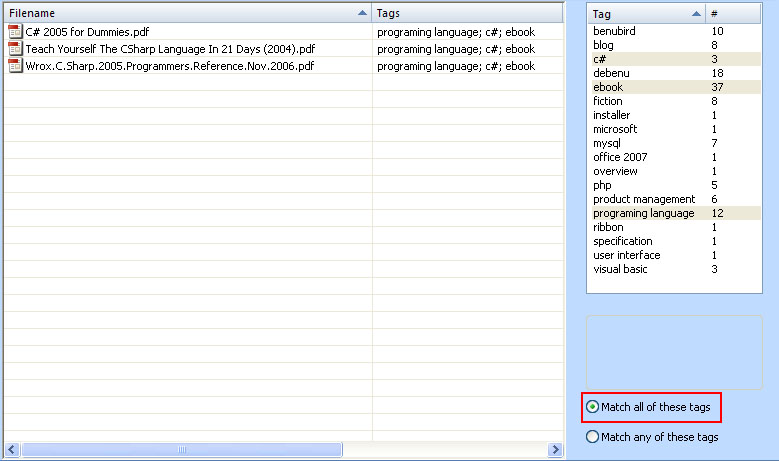 Filename Tags
C# 2005 for Dummies.pdf programing language; c#; ebook
Teach Yourself The CSharp Language In 21 Days (2004).pdf programing language; c#; ebook
Wrox.C.Sharp.2005.Programmers.Reference.Nov.2006.pdf programing language; c#; ebook
Tag #
benubird 10
blog 8
c# 3
debenu 18
ebook 37
fiction 8
installer 1
microsoft 1
mysql 7
office 2007 1
overview 1
php 5
product management 6
programing language 12
ribbon 1
specification 1
user interface 1
visual basic 3
Match all of these tags
Match any of these tags